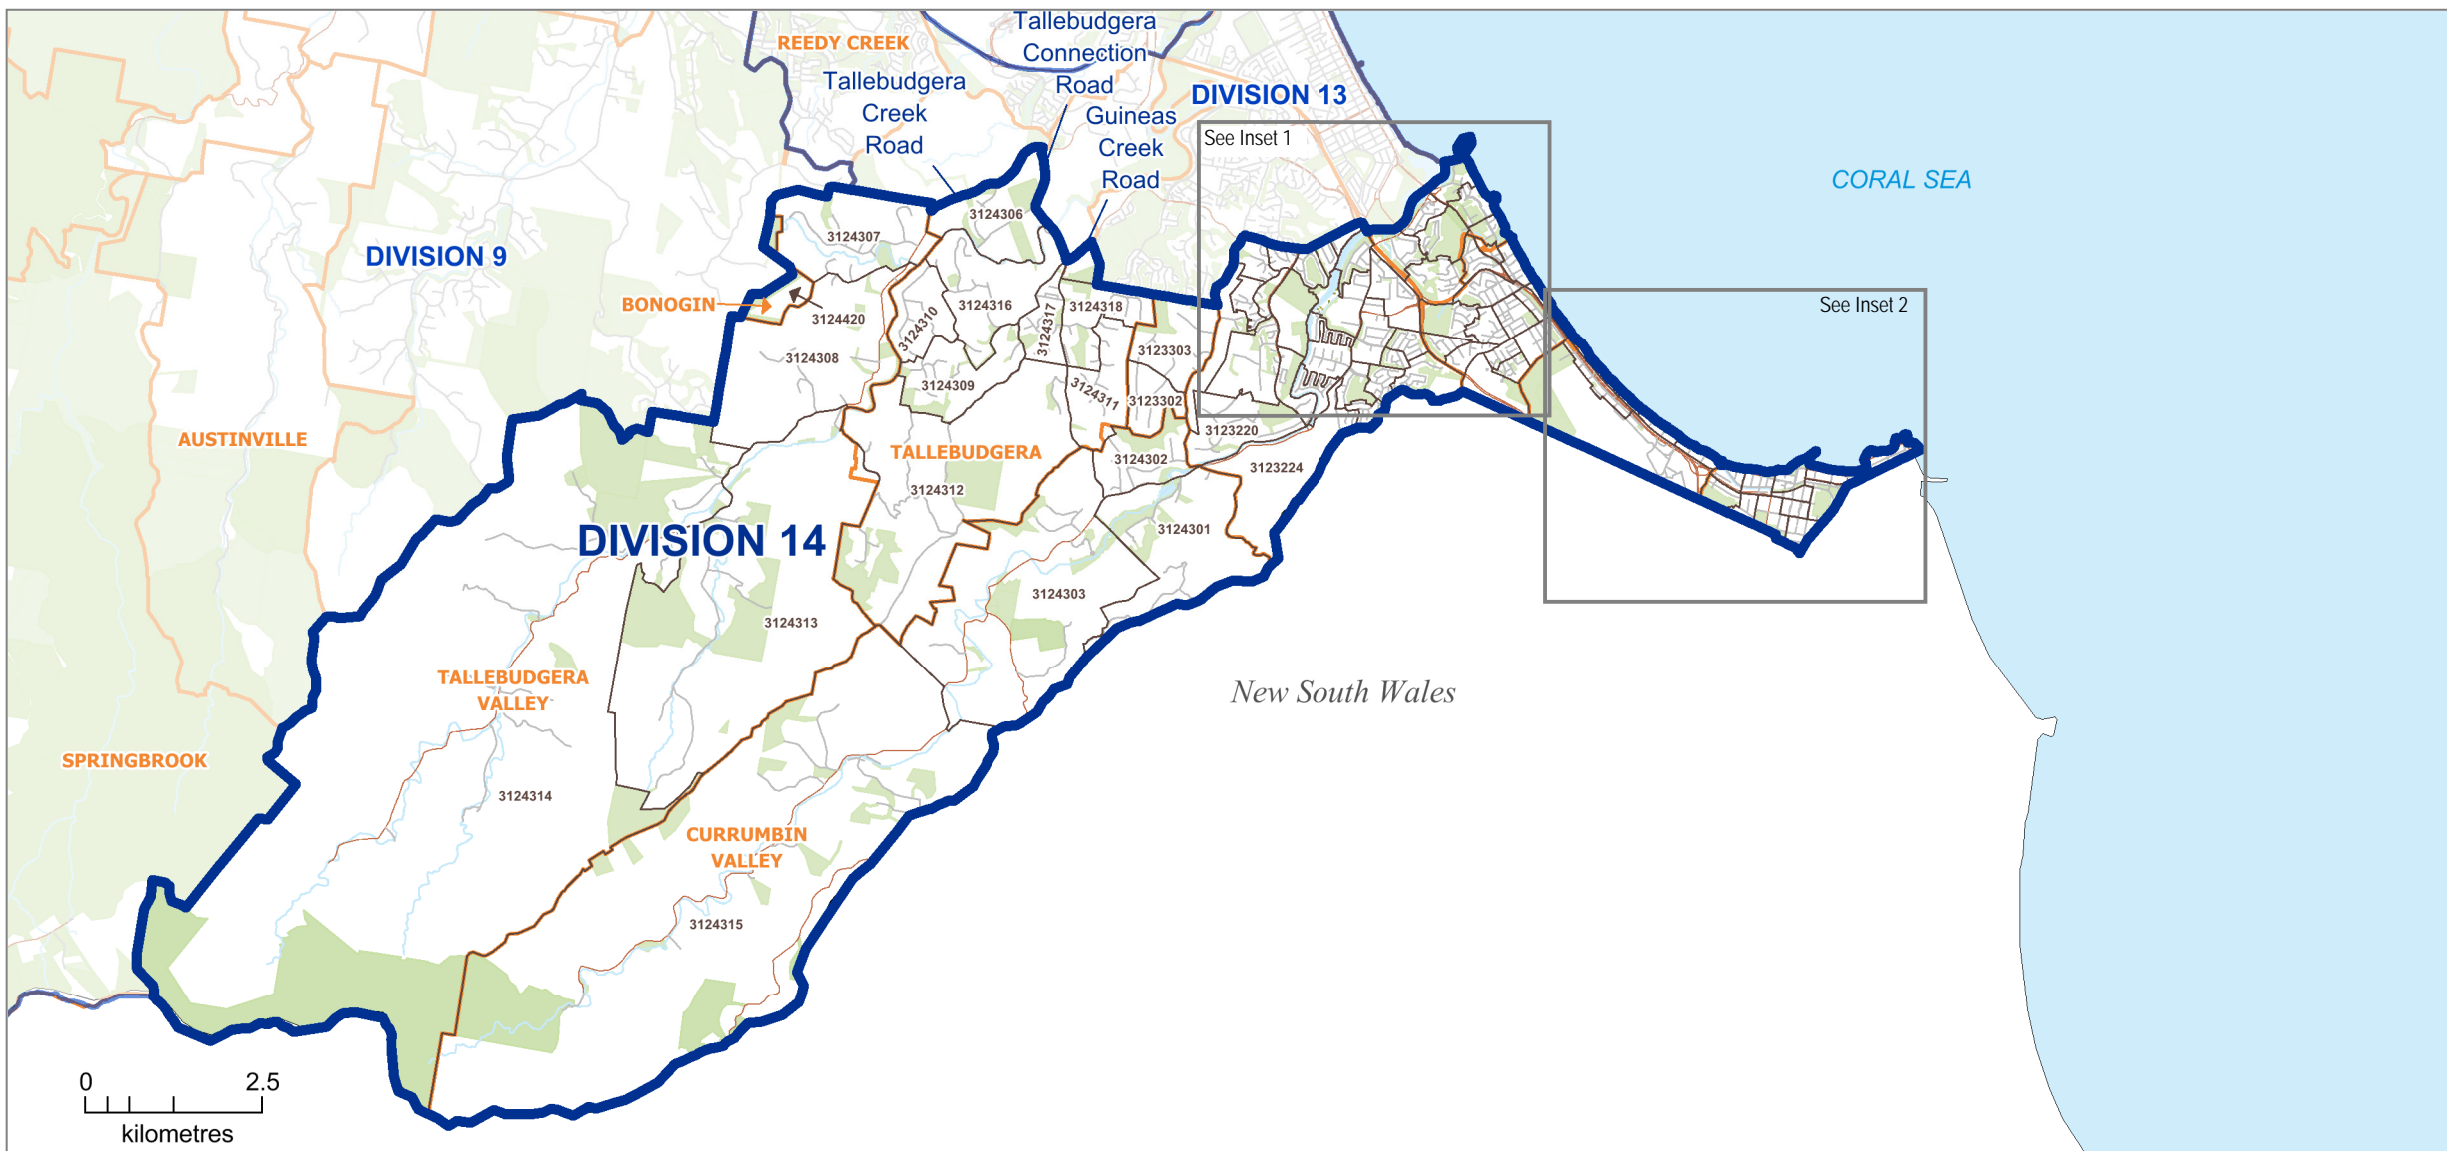 REEDY CREEK
Tallebudgera
Connection
Road
Tallebudgera
Creek
Road
Guineas
Creek
Road
DIVISION 13
See Inset 1
CORAL SEA
3124306
3124307
DIVISION 9
BONOGIN
3124420
3124310
3124316
3124317
3124318
See Inset 2
3124308
3123303
3124309
3124311
3123302
AUSTINVILLE
3123220
TALLEBUDGERA
3124302
3123224
3124312
DIVISION 14
3124301
3124303
3124313
TALLEBUDGERA
VALLEY
New South Wales
SPRINGBROOK
3124314
CURRUMBIN
VALLEY
3124315
0 2.5
kilometres